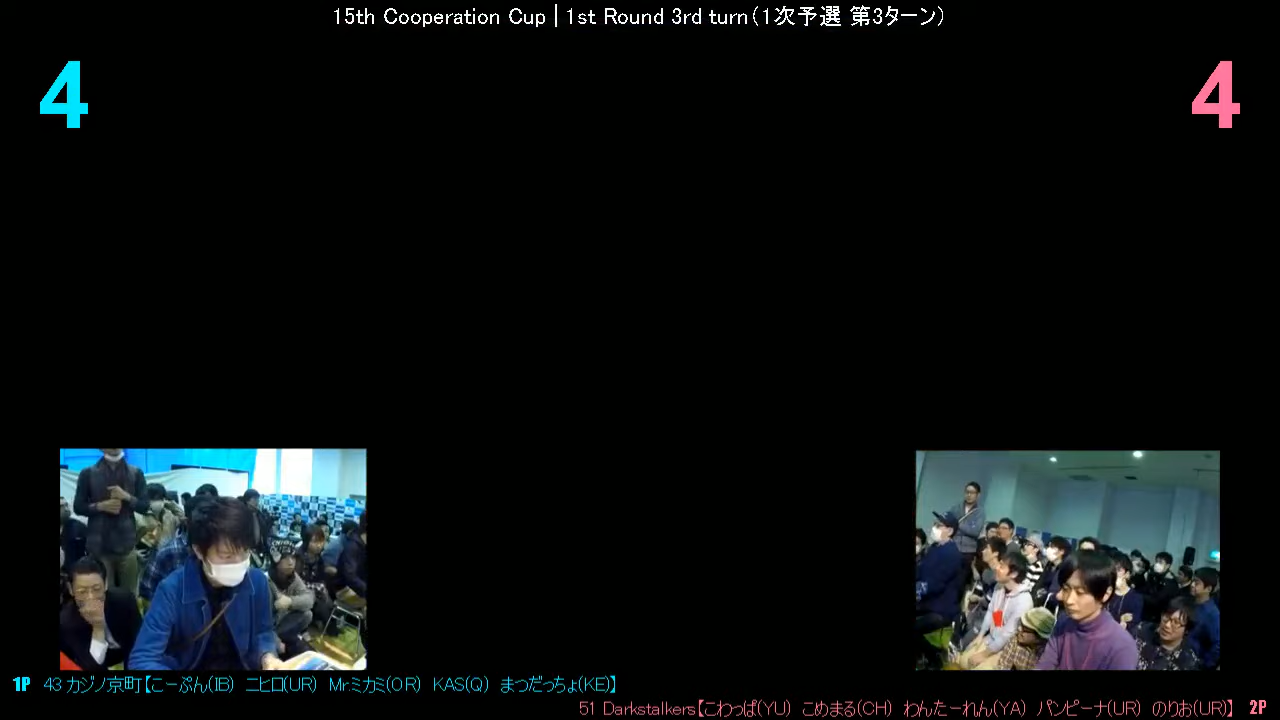 15th Cooperation Cup | 1st Round 3rd turn(1次予選 第3ターン)
4
4
1P 43 カジノ京町【こーぷん(IB) ニヒロ(UR) Mr.ミカミ(OR) KAS(Q) まつだっちょ(KE)】
51 Darkstalkers【こわっぱ(YU) こめまる(CH) わんたーれん(YA) パンピーナ(UR) のりお(UR)】 2P